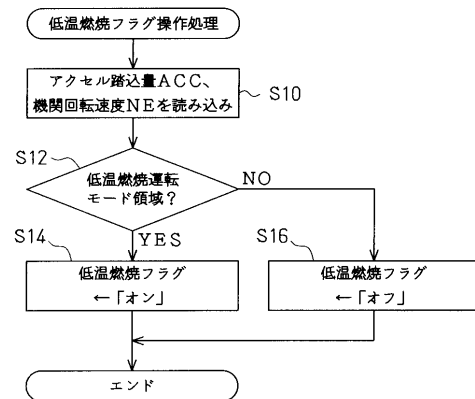 低温燃焼フラグ操作処理
アクセル踏込量ACC、
機関回転速度NEを読み込み
S10
S12
低温燃焼運転
モード領域？
NO
YES
S14
低温燃焼フラグ
←「オン」
S16
低温燃焼フラグ
←「オフ」
エンド